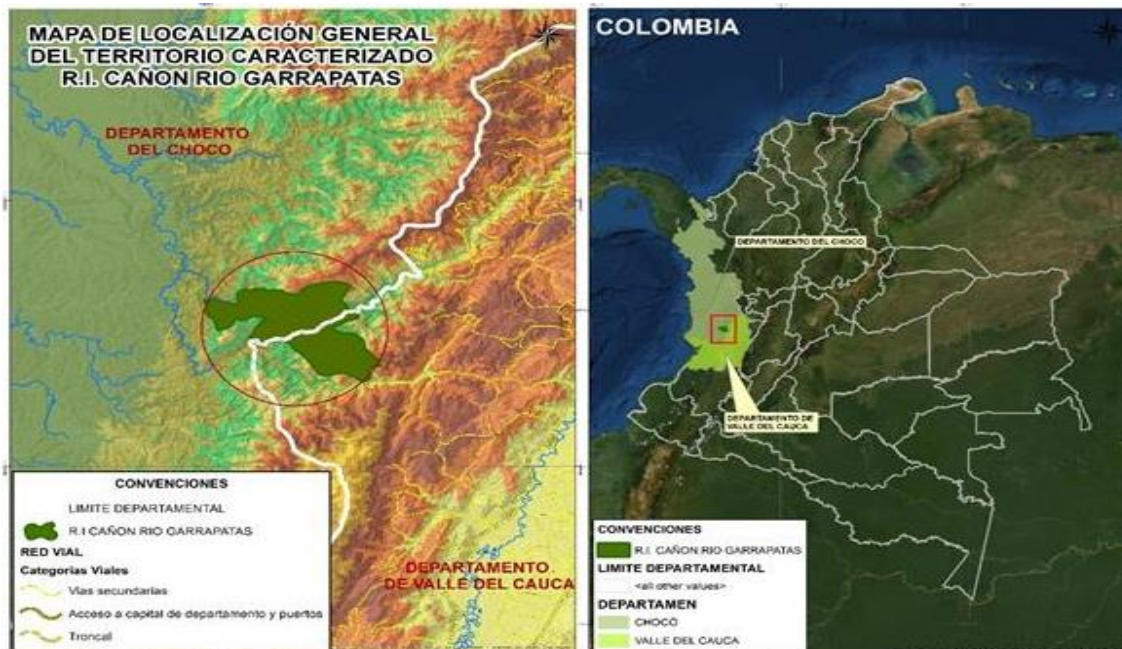 MAPA DE LOCALIZACIÓN GENERAL
DEL TERRITORIO CARACTERIZADO
R.I. CAÑON RIO GARRAPATAS
DEPARTAMENTO
DEL CHOCO
DEPARTAMENTO
DE VALLE DEL CAUCA
CONVENCIONES
LIMITE DEPARTAMENTAL
R.I CAÑON RIO GARRAPATAS
RED VIAL
Categorias Viales
Vias secundarias
Acceso a capital de departamento y puertos
Troncal
COLOMBIA
DEPARTAMENTO DEL CHOCO
DEPARTAMENTO DE
VALLE DEL CAUCA
CONVENCIONES
R.I. CAÑON RIO GARRAPATAS
LIMITE DEPARTAMENTAL
<all other values>
DEPARTAMEN
CHOCÓ
VALLE DEL CAUCA